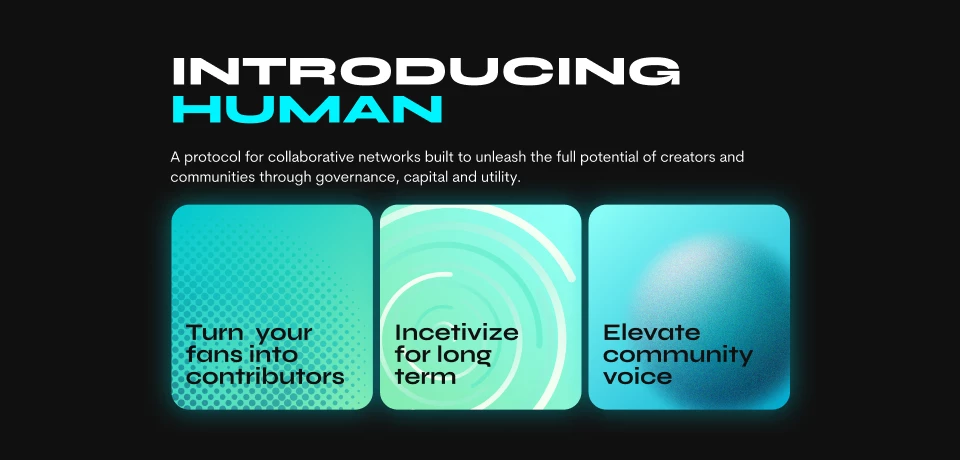 INTRODUCING
HUMAN
A protocol for collaborative networks built to unleash the full potential of creators and
communities through governance, capital and utility.
Turn  your
fans into
contributors
Incetivize
for long
term
Elevate
community
voice